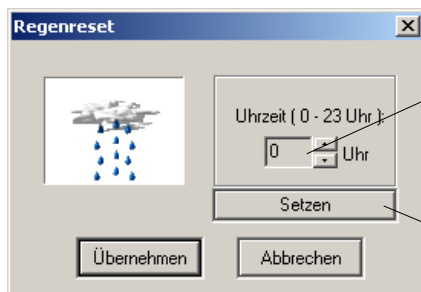 Regenreset
Uhrzeit ( 0 - 23 Uhr ):
0 Uhr
Setzen
Übernehmen Abbrechen